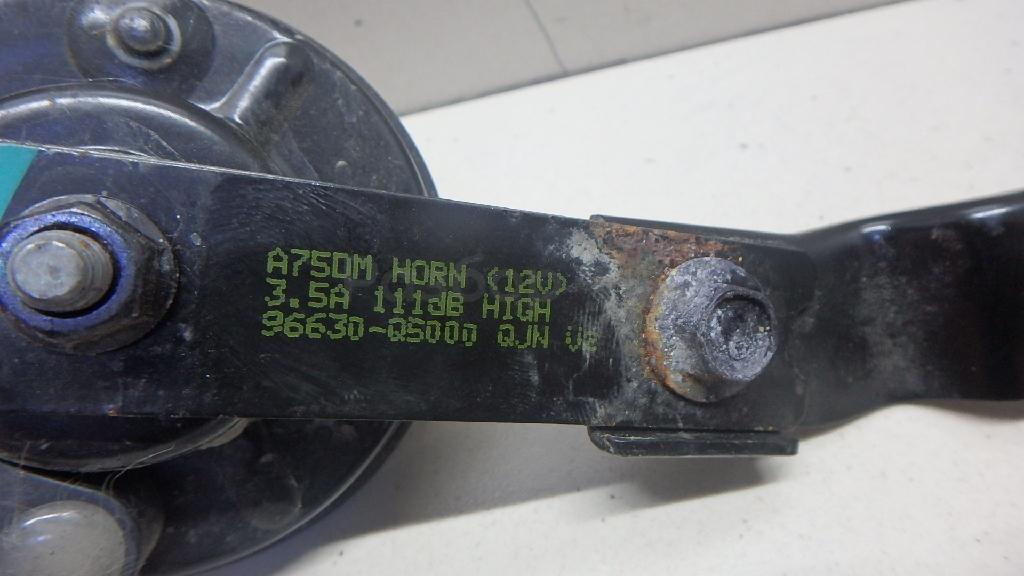 A75DM HORN (12V)
3.5A 111dB HIGH
96630-Q5000 QJN